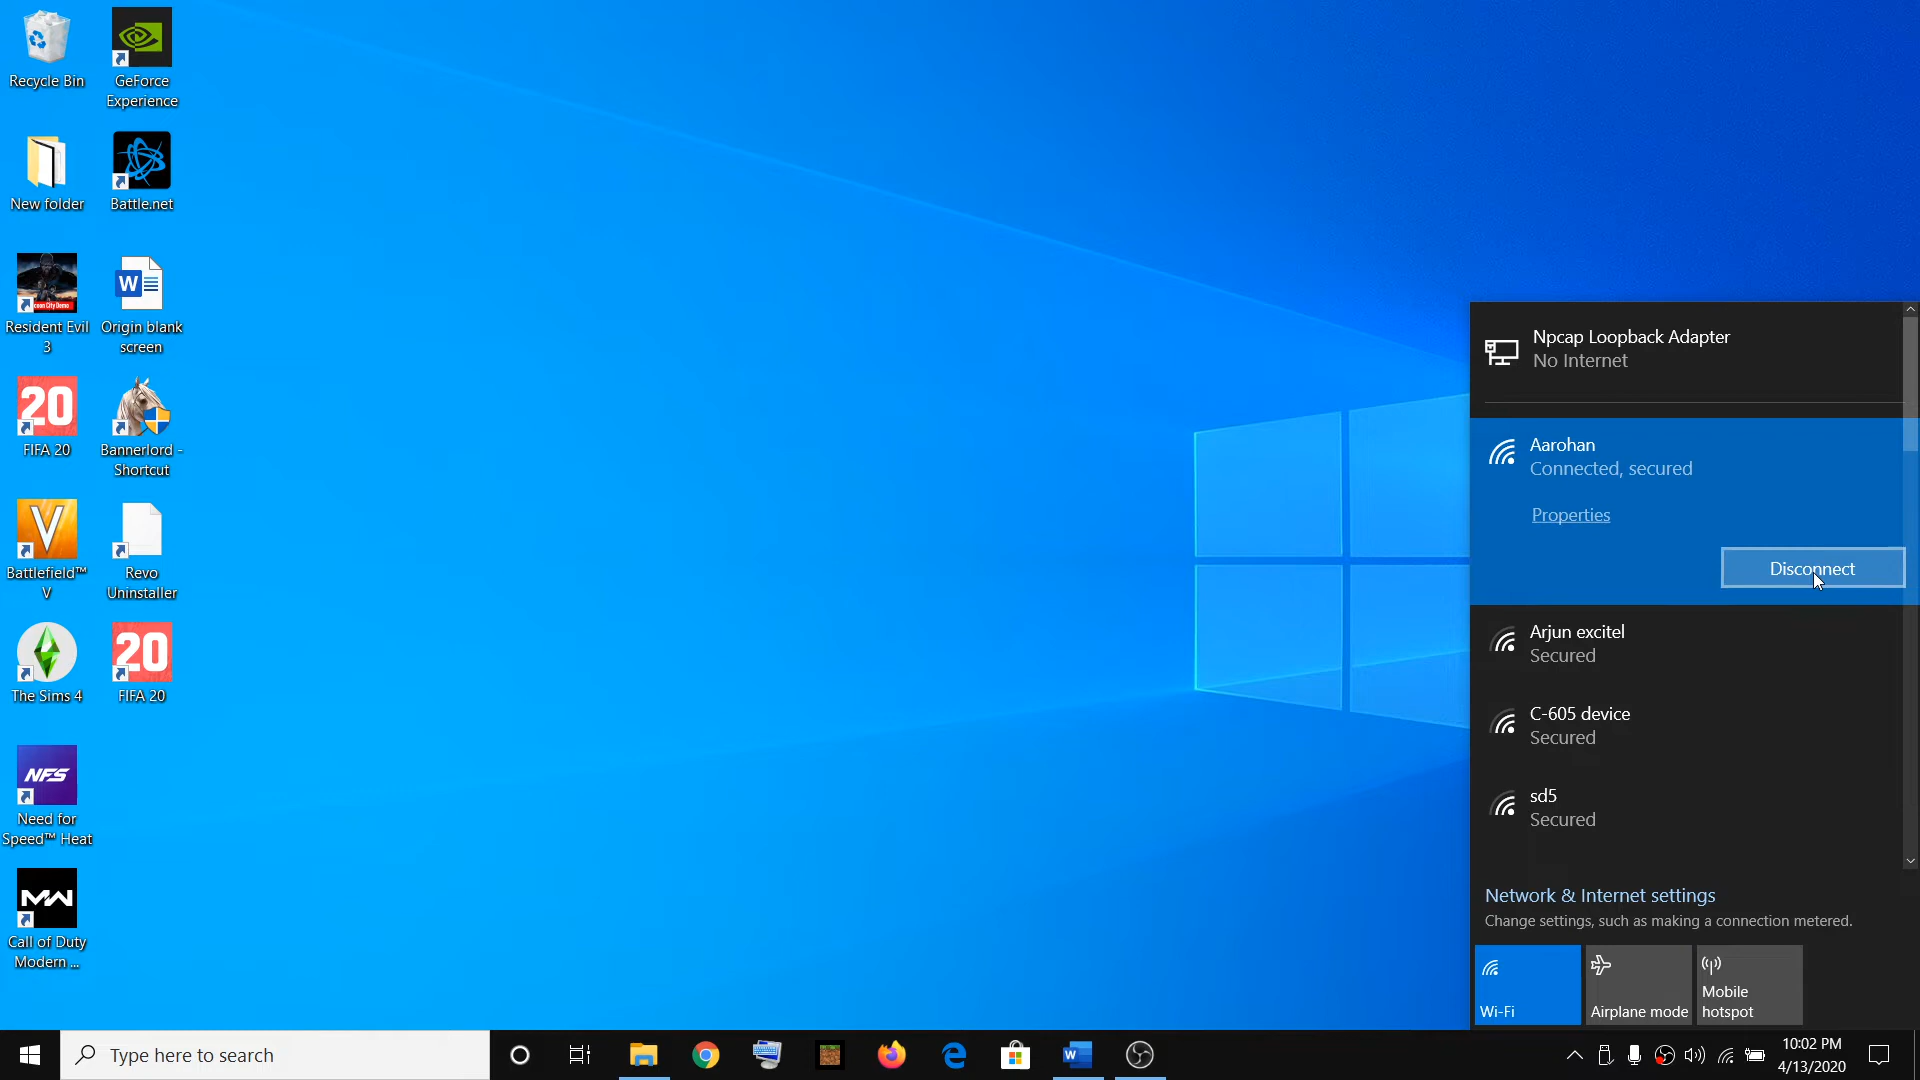 Recycle Bin
GeForce
Experience
New folder
Battle.net
Resident Evil
3
W
Origin blank
screen
20
FIFA 20
Bannerlord -
Shortcut
V
Battlefield™
V
Revo
Uninstaller
The Sims 4
20
FIFA 20
NFS
Need for
Speed™ Heat
MW
Call of Duty
Modern ...
Npcap Loopback Adapter
No Internet
Aarohan
Connected, secured
Properties
Disconnect
Arjun excitel
Secured
C-605 device
Secured
sd5
Secured
Network & Internet settings
Change settings, such as making a connection metered.
Wi-Fi
Airplane mode
Mobile
hotspot
Type here to search
W
10:02 PM
4/13/2020